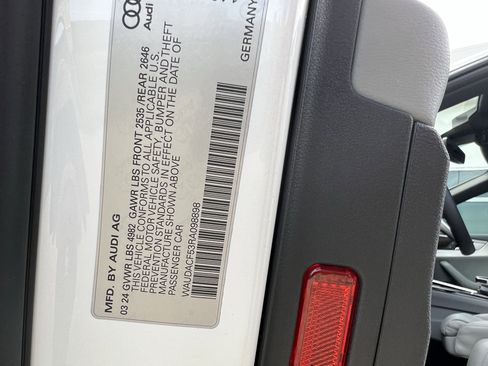 MFD. BY AUDI AG
03 24 GVWR LBS 4982 GAWR LBS FRONT 2535 /REAR 2646
THIS VEHICLE CONFORMS TO ALL APPLICABLE U.S.
FEDERAL MOTOR VEHICLE SAFETY, BUMPER AND THEFT
PREVENTION STANDARDS IN EFFECT ON THE DATE OF
MANUFACTURE SHOWN ABOVE
PASSENGER CAR
WAUDACF53RA098898
Audi
GERMANY